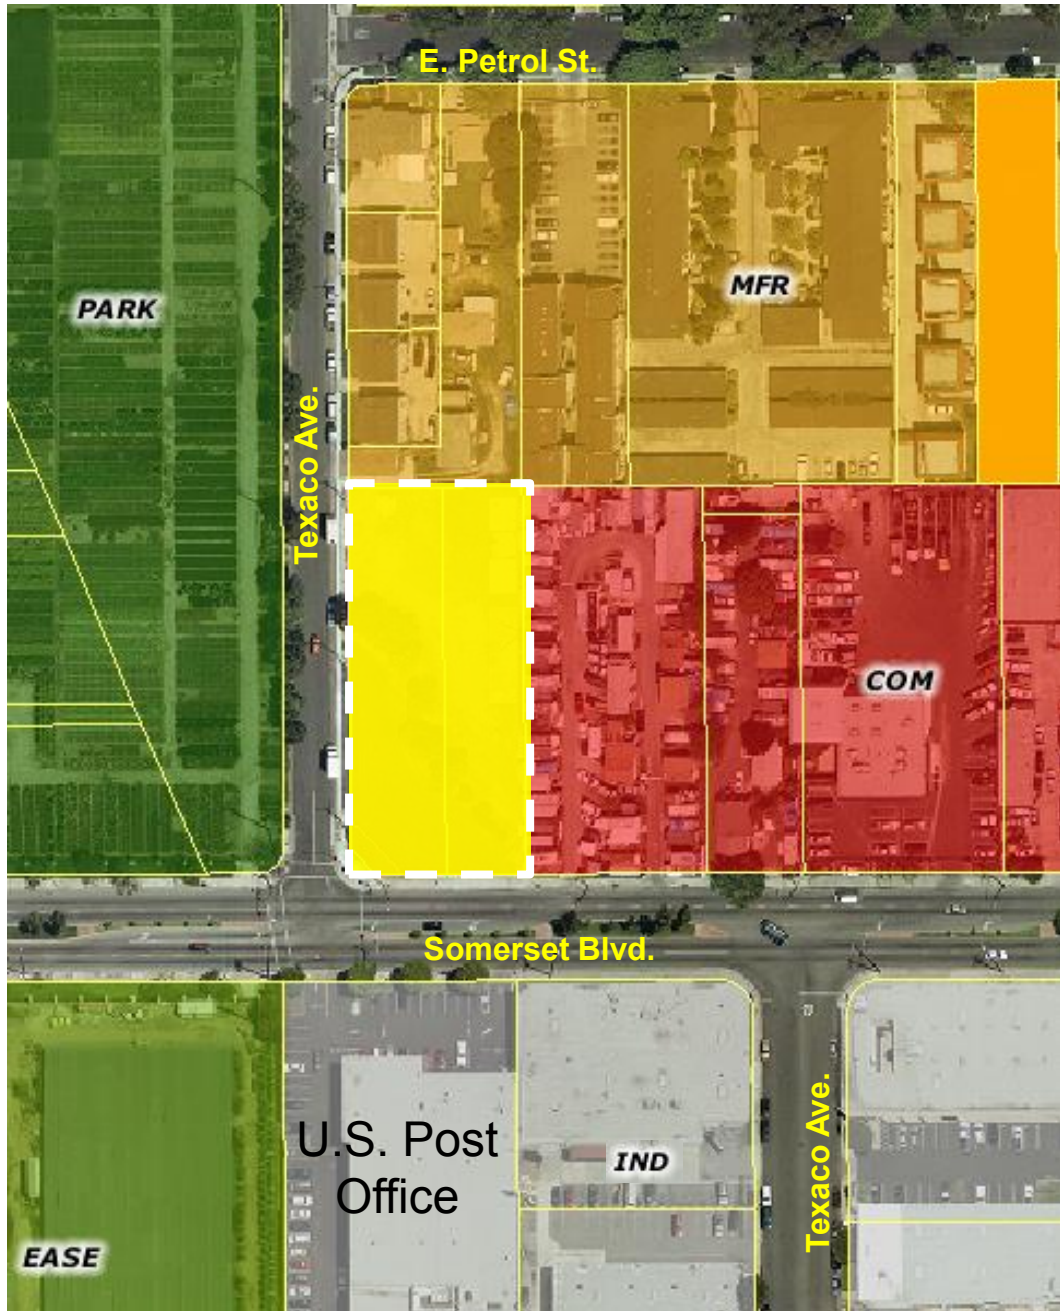 E. Petrol St.
PARK
MFR
Texaco Ave.
COM
Somerset Blvd.
U.S. Post
Office
IND
Texaco Ave.
EASE